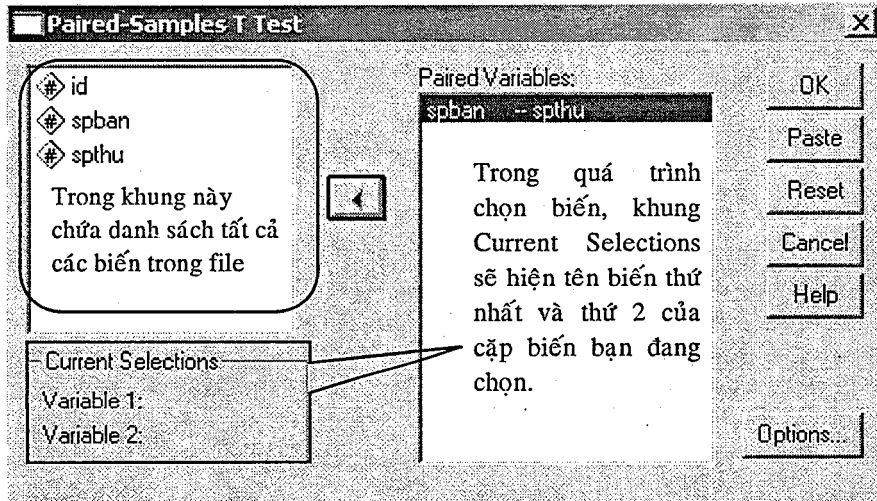 Paired-Samples T Test
id
spban
spthu
Trong khung này
chứa danh sách tất cả
các biến trong file
Current Selections
Variable 1:
Variable 2:
Paired Variables:
spban -- spthu
Trong quá trình
chọn biến, khung
Current Selections
sẽ hiện tên biến thứ
nhất và thứ 2 của
cặp biến bạn đang
chọn.
OK
Paste
Reset
Cancel
Help
Options...